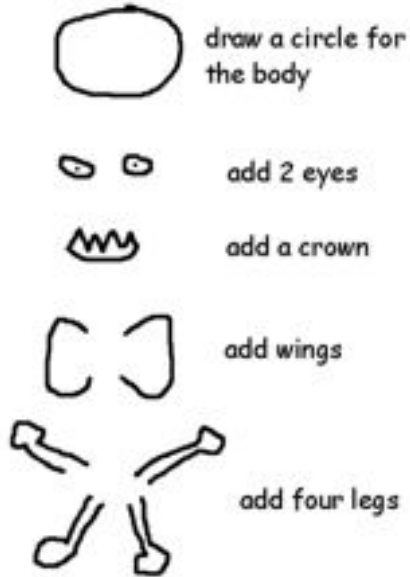 draw a circle for
the body
add 2 eyes
add a crown
add wings
add four legs